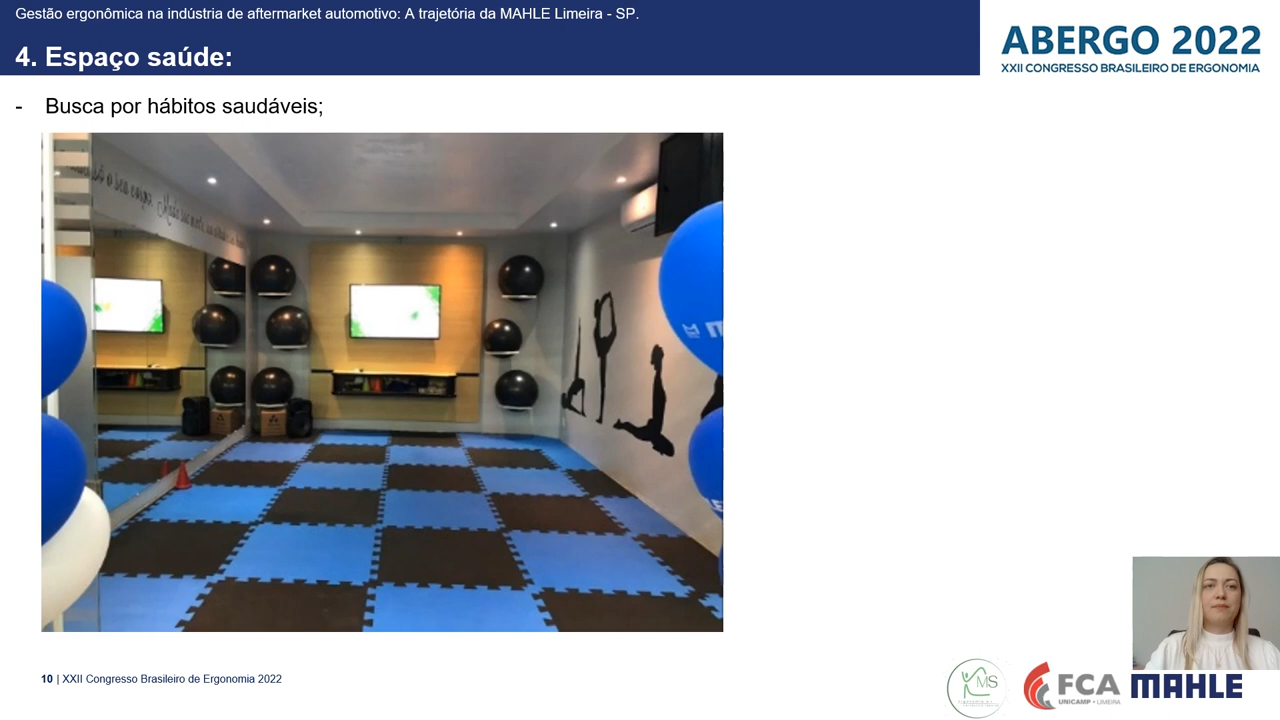 Gestão ergonômica na indústria de aftermarket automotivo: A trajetória da MAHLE Limeira - SP.
4. Espaço saúde:
ABERGO 2022
XXII CONGRESSO BRASILEIRO DE ERGONOMIA
- Busca por hábitos saudáveis;
10 | XXII Congresso Brasileiro de Ergonomia 2022
MS
FCA
UNICAMP · LIMEIRA
MAHLE